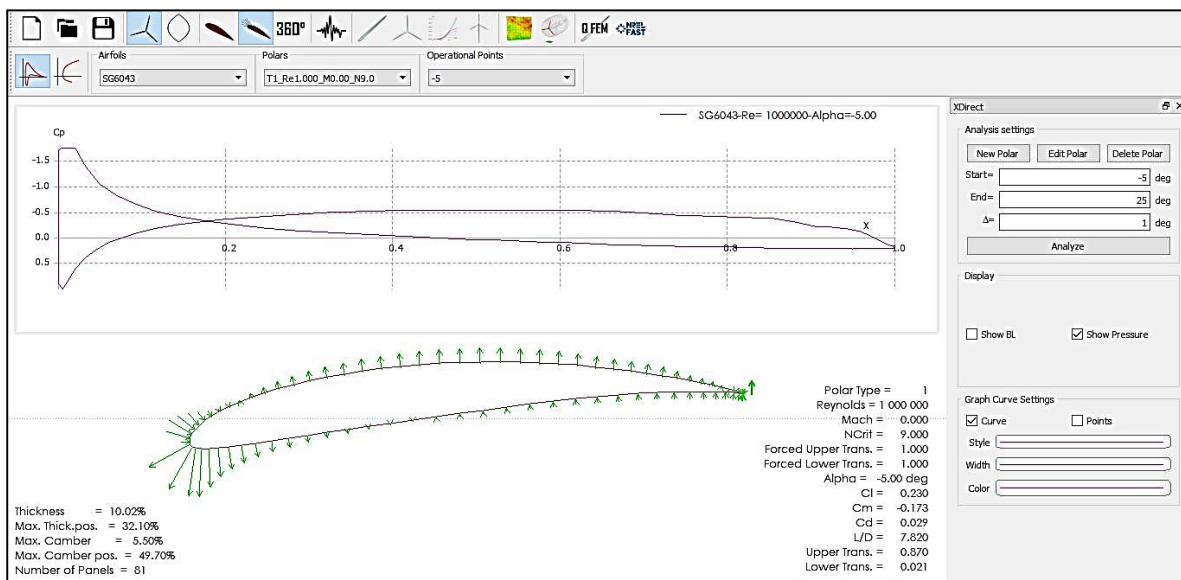 360°
Q FEM
NREL
FAST
Airfoils
Polars
Operational Points
SG6043
T1_Re1.000_M0.00_N9.0
-5
SG6043-Re= 1000000-Alpha=-5.00
Cp
-1.5
-1.0
-0.5
0.0
0.5
x
0.2
0.4
0.6
0.8
1.0
Thickness = 10.02%
Max. Thick.pos. = 32.10%
Max. Camber = 5.50%
Max. Camber pos. = 49.70%
Number of Panels = 81
Polar Type = 1
Reynolds = 1 000 000
Mach = 0.000
NCrit = 9.000
Forced Upper Trans. = 1.000
Forced Lower Trans. = 1.000
Alpha = -5.00 deg
Cl = 0.230
Cm = -0.173
Cd = 0.029
L/D = 7.820
Upper Trans. = 0.870
Lower Trans. = 0.021
XDirect
Analysis settings
New Polar Edit Polar Delete Polar
Start= -5 deg
End= 25 deg
Δ= 1 deg
Analyze
Display
Show BL Show Pressure
Graph Curve Settings
Curve Points
Style
Width
Color